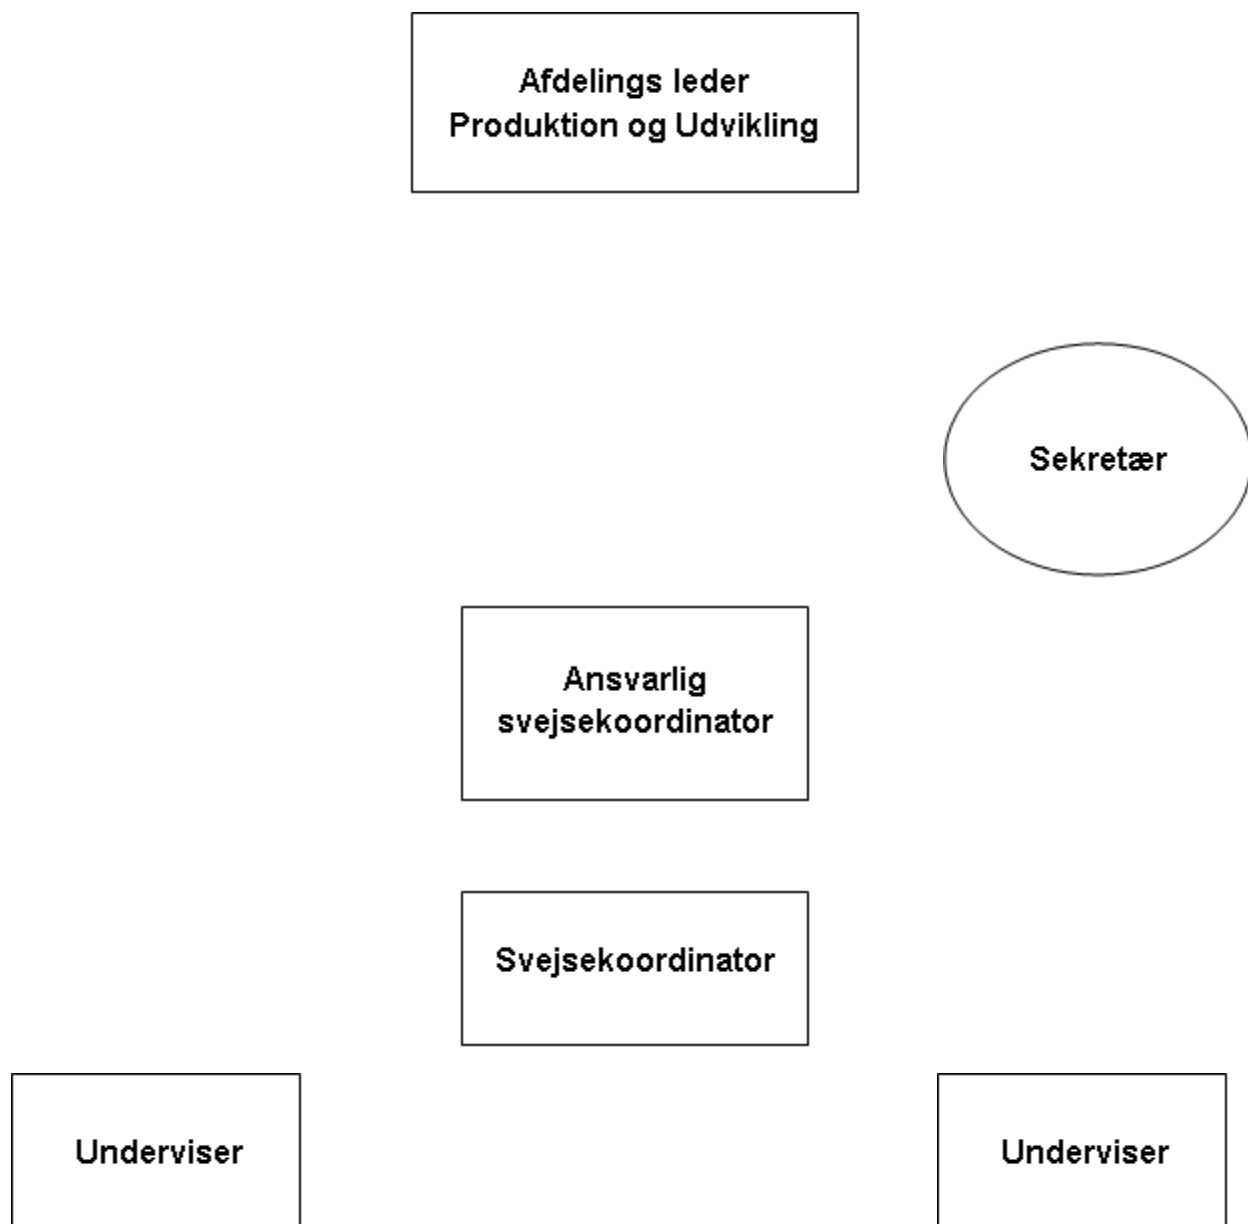 Afdelings leder
Produktion og Udvikling
Sekretær
Ansvarlig
svejsekoordinator
Svejsekoordinator
Underviser
Underviser